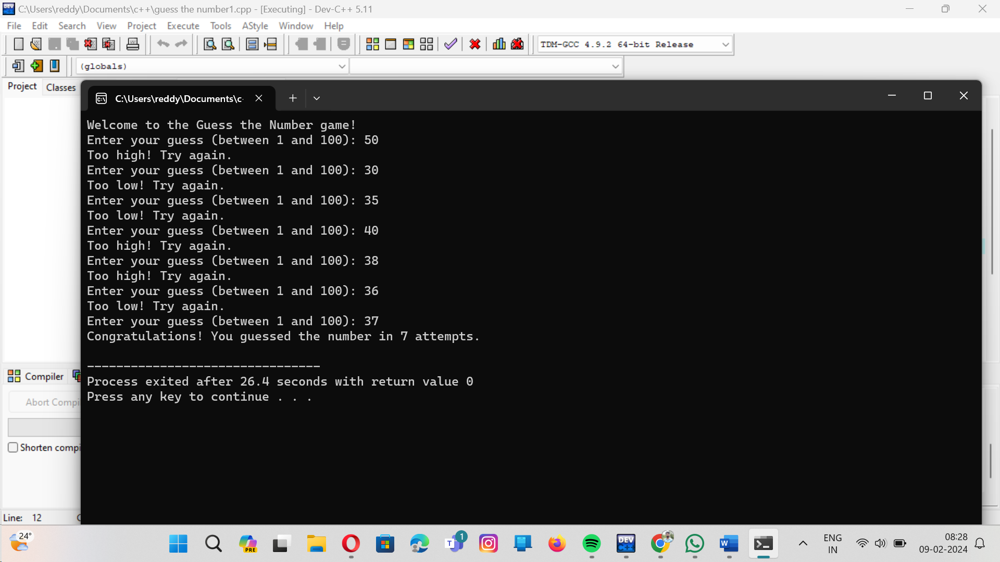 C:\Users\reddy\Documents\c++\guess the number1.cpp - [Executing] - Dev-C++ 5.11
File Edit Search View Project Execute Tools AStyle Window Help
TDM-GCC 4.9.2 64-bit Release
(globals)
Project Classes
C:\Users\reddy\Documents\c
Welcome to the Guess the Number game!
Enter your guess (between 1 and 100): 50
Too high! Try again.
Enter your guess (between 1 and 100): 30
Too low! Try again.
Enter your guess (between 1 and 100): 35
Too low! Try again.
Enter your guess (between 1 and 100): 40
Too high! Try again.
Enter your guess (between 1 and 100): 38
Too high! Try again.
Enter your guess (between 1 and 100): 36
Too low! Try again.
Enter your guess (between 1 and 100): 37
Congratulations! You guessed the number in 7 attempts.
--------------------------------
Process exited after 26.4 seconds with return value 0
Press any key to continue . . .
Compiler
Abort Compi
Shorten compi
Line: 12
24°
PRE
T 1
DEV C++
W
ENG
IN
08:28
09-02-2024